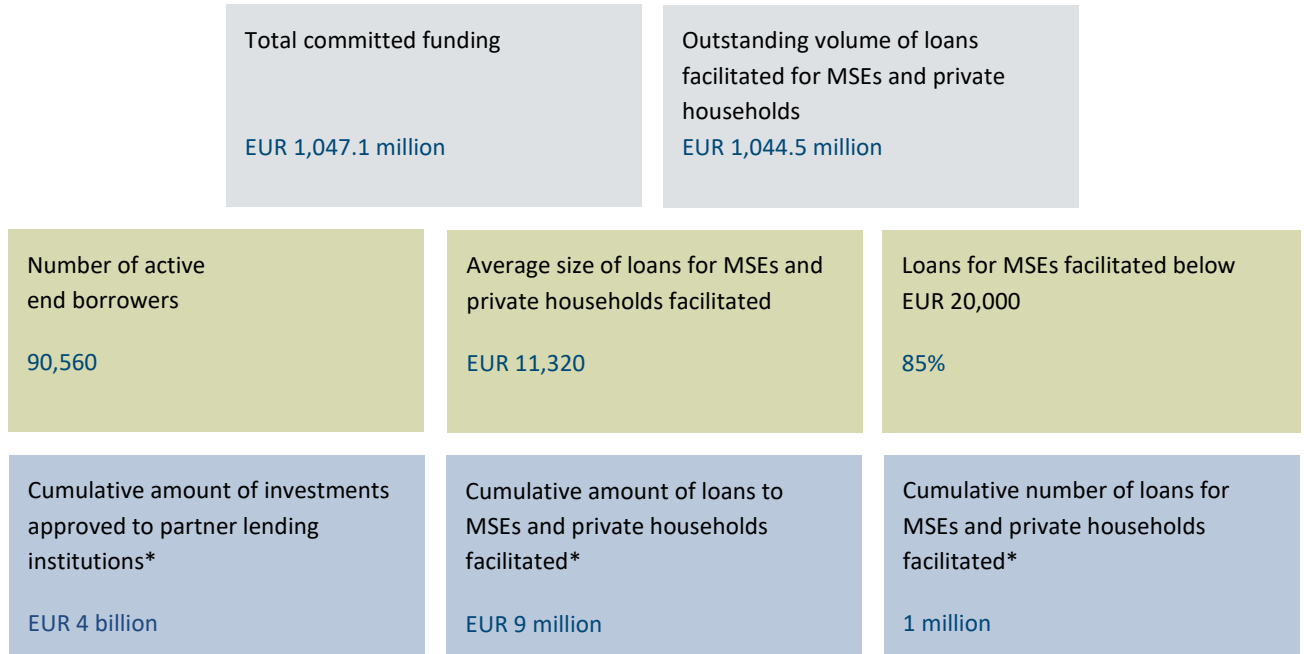 Total committed funding
EUR 1,047.1 million
Outstanding volume of loans
facilitated for MSEs and private
households
EUR 1,044.5 million
Number of active
end borrowers
90,560
Average size of loans for MSEs and
private households facilitated
EUR 11,320
Loans for MSEs facilitated below
EUR 20,000
85%
Cumulative amount of investments
approved to partner lending
institutions*
EUR 4 billion
Cumulative amount of loans to
MSEs and private households
facilitated*
EUR 9 million
Cumulative number of loans for
MSEs and private households
facilitated*
1 million